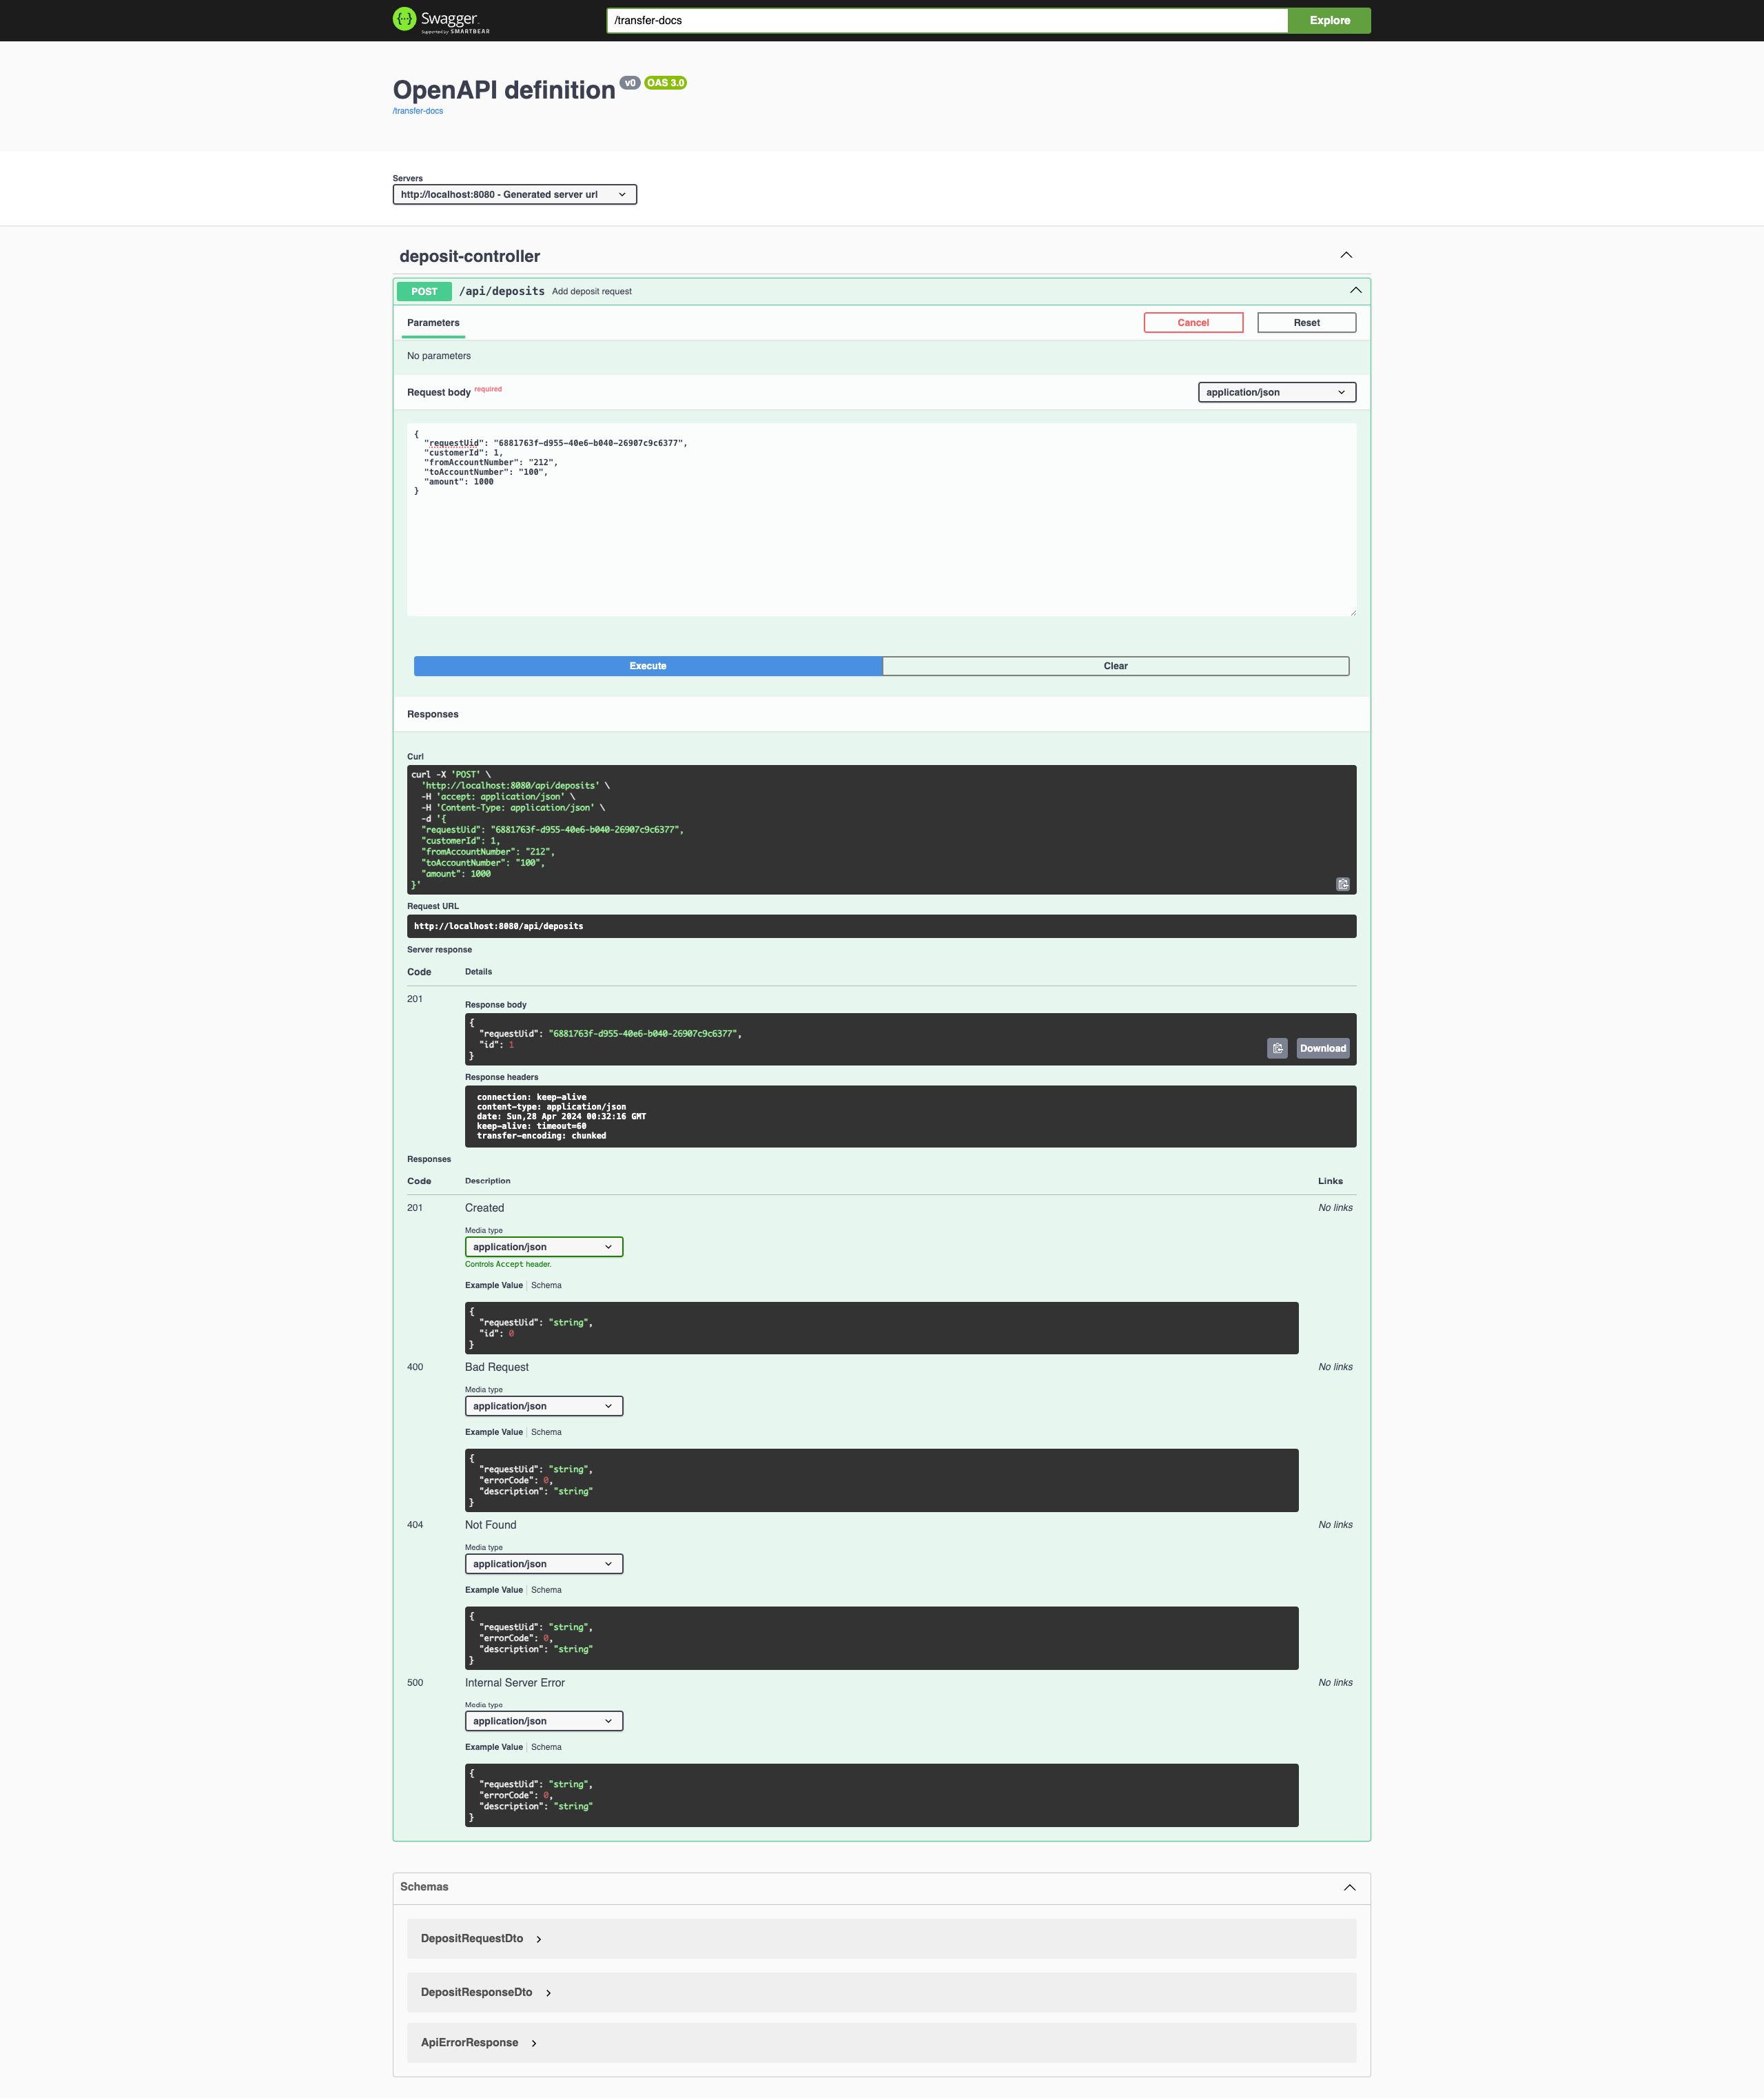 Swagger.
Supported by SMARTBEAR
/transfer-docs
Explore
OpenAPI definition v0 OAS 3.0
/transfer-docs
Servers
http://localhost:8080 - Generated server url
deposit-controller
POST /api/deposits Add deposit request
Parameters
Cancel
Reset
No parameters
Request body required
application/json
{
  "requestUid": "6881763f-d955-40e6-b040-26907c9c6377",
  "customerId": 1,
  "fromAccountNumber": "212",
  "toAccountNumber": "100",
  "amount": 1000
}
Execute
Clear
Responses
Curl
curl -X 'POST' \
  'http://localhost:8080/api/deposits' \
  -H 'accept: application/json' \
  -H 'Content-Type: application/json' \
  -d '{
  "requestUid": "6881763f-d955-40e6-b040-26907c9c6377",
  "customerId": 1,
  "fromAccountNumber": "212",
  "toAccountNumber": "100",
  "amount": 1000
}'
Request URL
http://localhost:8080/api/deposits
Server response
Code Details
201
Response body
{
  "requestUid": "6881763f-d955-40e6-b040-26907c9c6377",
  "id": 1
}
Download
Response headers
connection: keep-alive
content-type: application/json
date: Sun,28 Apr 2024 00:32:16 GMT
keep-alive: timeout=60
transfer-encoding: chunked
Responses
Code Description Links
201 Created No links
Media type
application/json
Controls Accept header.
Example Value Schema
{
  "requestUid": "string",
  "id": 0
}
400 Bad Request No links
Media type
application/json
Example Value Schema
{
  "requestUid": "string",
  "errorCode": 0,
  "description": "string"
}
404 Not Found No links
Media type
application/json
Example Value Schema
{
  "requestUid": "string",
  "errorCode": 0,
  "description": "string"
}
500 Internal Server Error No links
Media type
application/json
Example Value Schema
{
  "requestUid": "string",
  "errorCode": 0,
  "description": "string"
}
Schemas
DepositRequestDto
DepositResponseDto
ApiErrorResponse